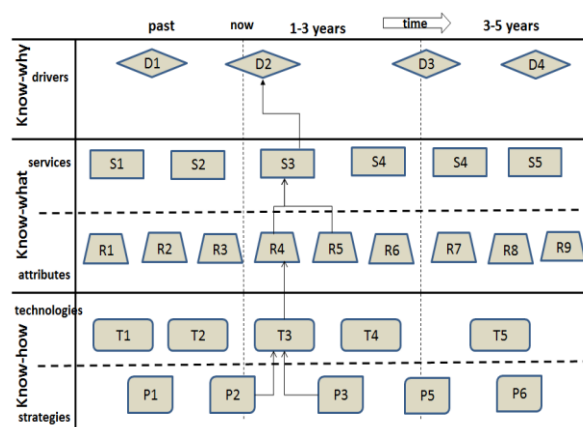 past now 1-3 years time 3-5 years
Know-why
drivers D1 D2 D3 D4
Know-what
services S1 S2 S3 S4 S4 S5
R1 R2 R3 R4 R5 R6 R7 R8 R9
attributes
Know-how
technologies
T1 T2 T3 T4 T5
P1 P2 P3 P5 P6
strategies